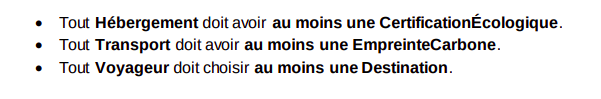 • Tout Hébergement doit avoir au moins une CertificationÉcologique.
• Tout Transport doit avoir au moins une EmpreinteCarbone.
• Tout Voyageur doit choisir au moins une Destination.